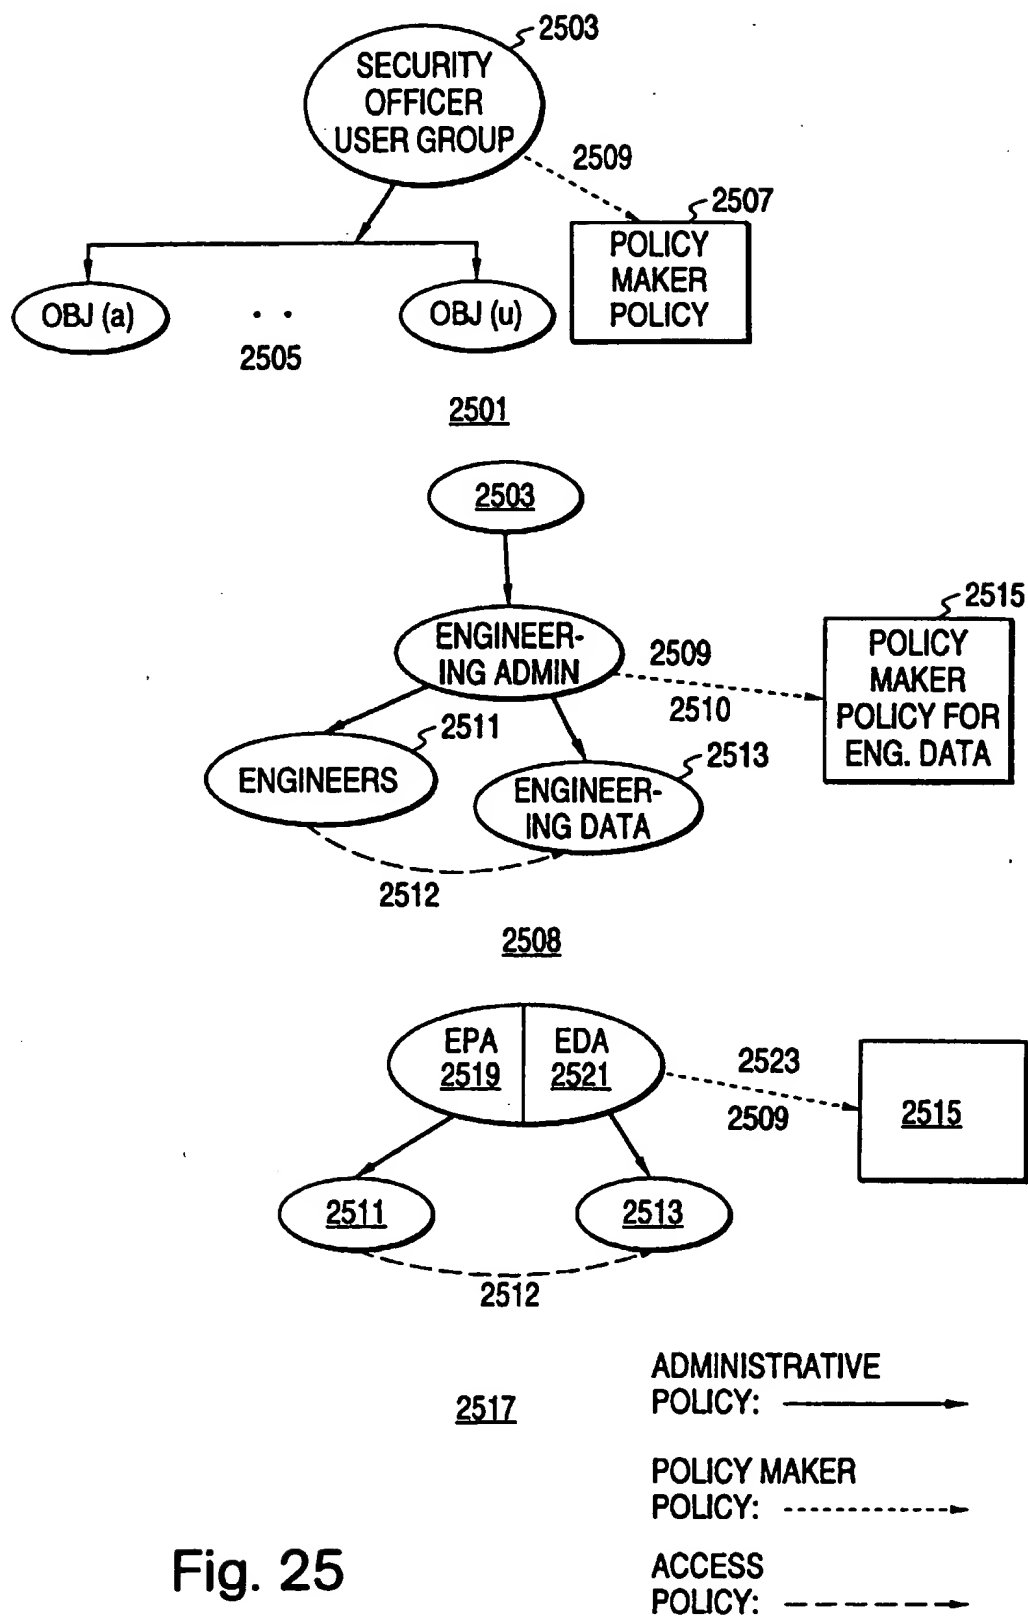 2503
SECURITY
OFFICER
USER GROUP
2509
2507
POLICY
MAKER
POLICY
OBJ (a)
. .
OBJ (u)
2505
2501
2503
2515
ENGINEER-
ING ADMIN
2509
2510
POLICY
MAKER
POLICY FOR
ENG. DATA
2511
2513
ENGINEERS
ENGINEER-
ING DATA
2512
2508
EPA
2519
EDA
2521
2523
2509
2515
2511
2513
2512
2517
ADMINISTRATIVE
POLICY:
POLICY MAKER
POLICY:
ACCESS
POLICY:
Fig. 25